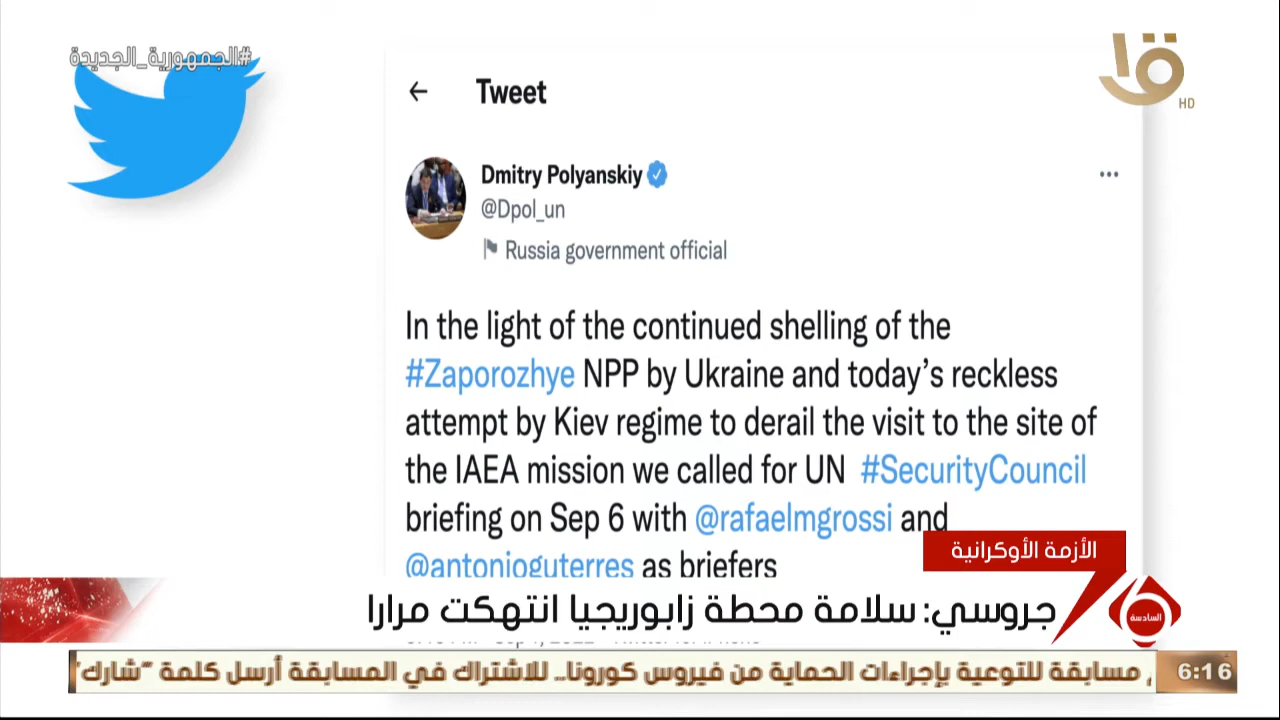 #الجمهورية_الجديدة
HD
Tweet
Dmitry Polyanskiy
@Dpol_un
Russia government official
In the light of the continued shelling of the
#Zaporozhye NPP by Ukraine and today’s reckless
attempt by Kiev regime to derail the visit to the site of
the IAEA mission we called for UN #SecurityCouncil
briefing on Sep 6 with @rafaelmgrossi and
@antonioguterres as briefers
الأزمة الأوكرانية
جروسي: سلامة محطة زابوريجيا انتهكت مرارا
السادسة
مسابقة للتوعية بإجراءات الحماية من فيروس كورونا.. للاشتراك في المسابقة أرسل كلمة “شارك"
6:16